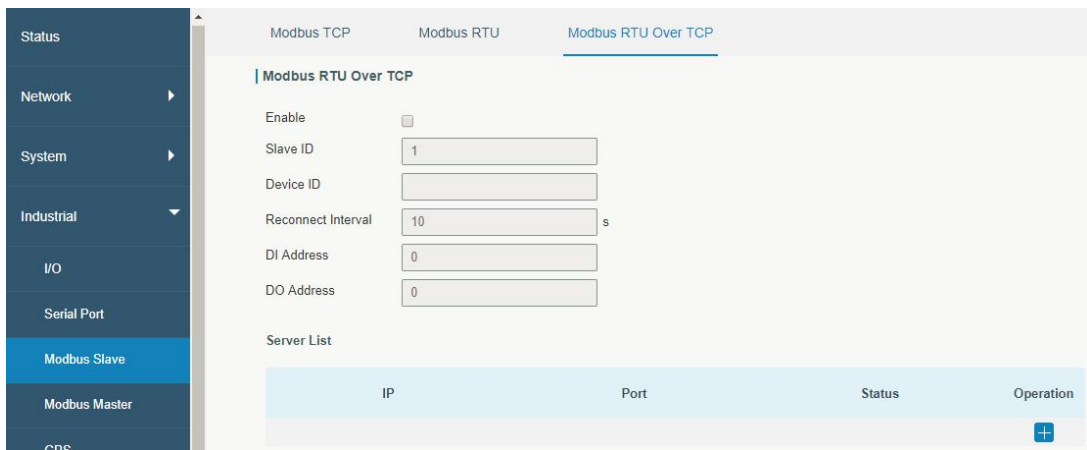 Status
Network
System
Industrial
I/O
Serial Port
Modbus Slave
Modbus Master
GPS
Modbus TCP Modbus RTU Modbus RTU Over TCP
Modbus RTU Over TCP
Enable
Slave ID 1
Device ID
Reconnect Interval 10 s
DI Address 0
DO Address 0
Server List
IP Port Status Operation